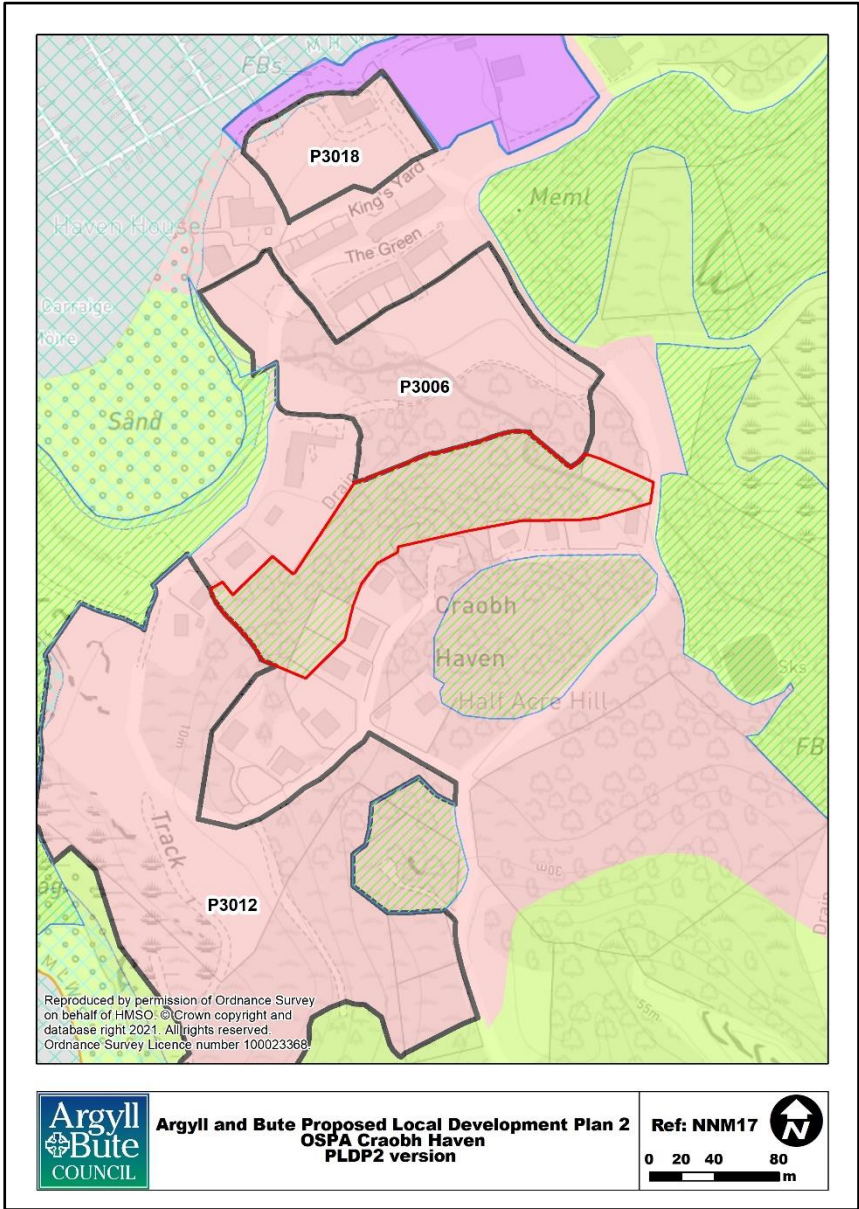 M H W
FBs
P3018
King's Yard
Meml
Haven House
The Green
Carraige
Moire
P3006
Sand
Drain
Craobh
Haven
Sks
Half Acre Hill
10m
FB
Track
30m
P3012
Drain
MLW
55m
Reproduced by permission of Ordnance Survey
on behalf of HMSO. © Crown copyright and
database right 2021. All rights reserved.
Ordnance Survey Licence number 100023368.
Argyll
&Bute
COUNCIL
Argyll and Bute Proposed Local Development Plan 2
OSPA Craobh Haven
PLDP2 version
Ref: NNM17
N
0 20 40 80
m